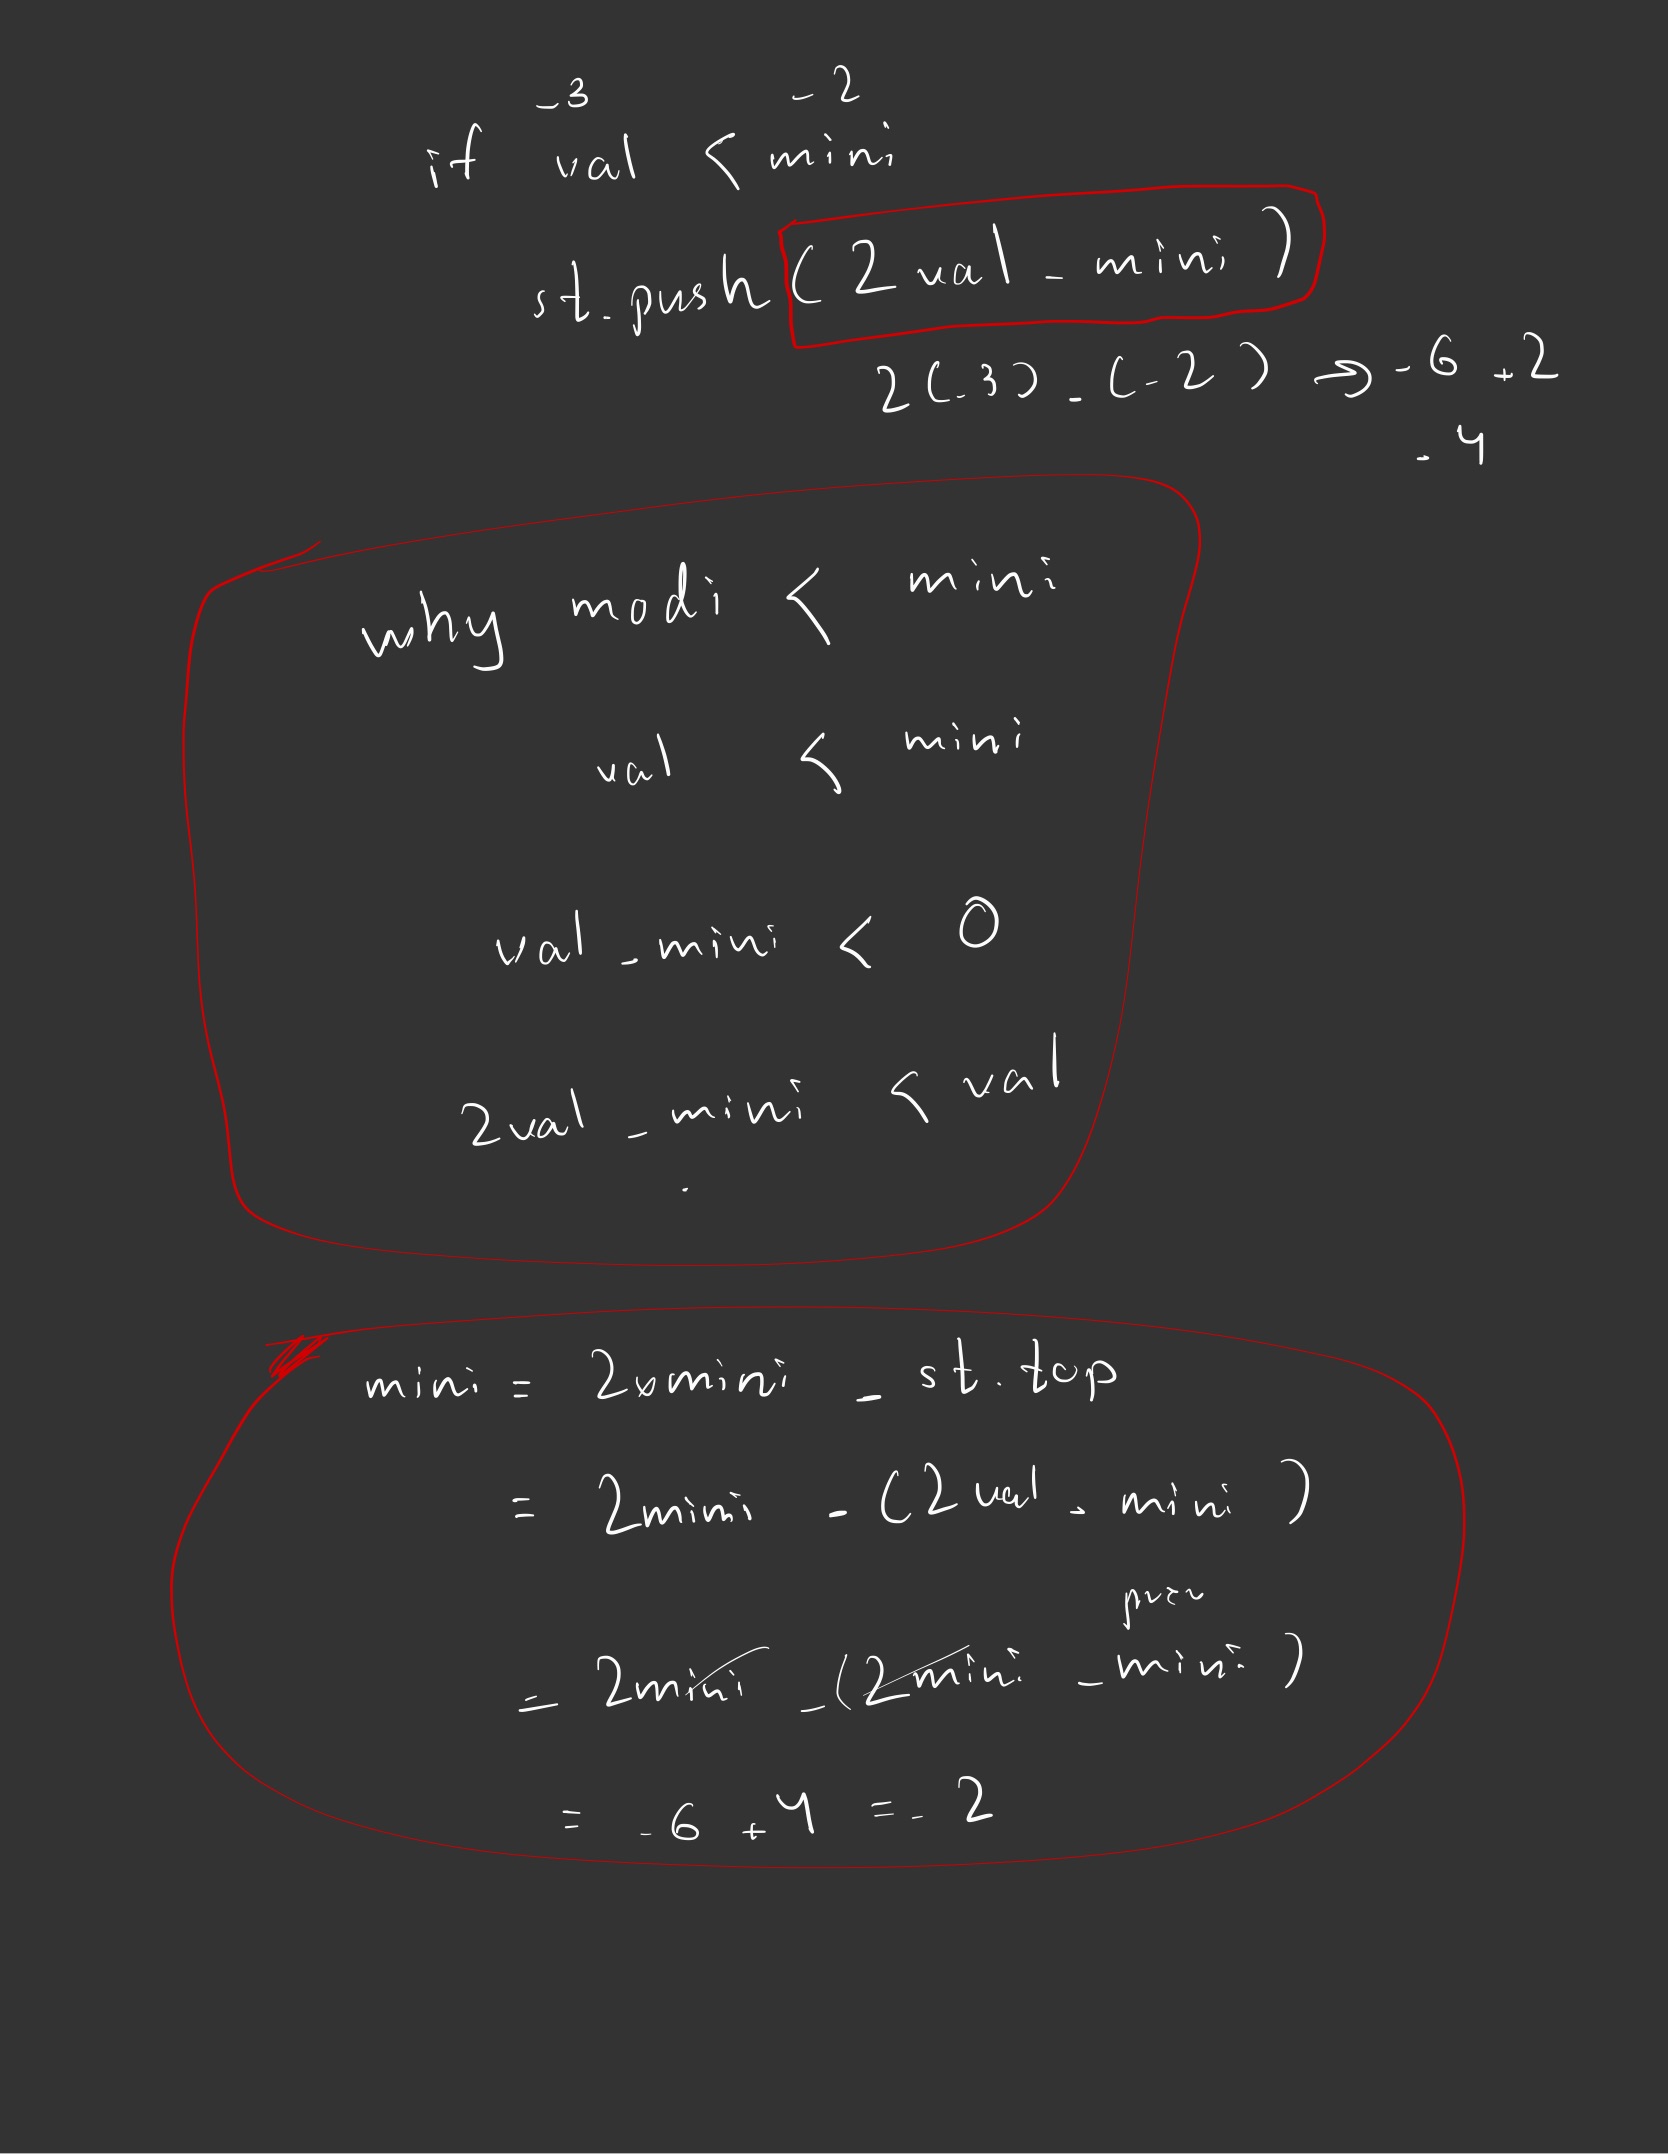 -3 -2
if val < mini
st.push(2val - mini)
2(-3) - (-2) → -6 +2
-4
why modi < mini
val < mini
val - mini < 0
2val - mini < val
mini = 2xmini - st.top
= 2mini - (2val - mini)
prev
= 2mini - (2mini - mini)
= -6 +4 = -2